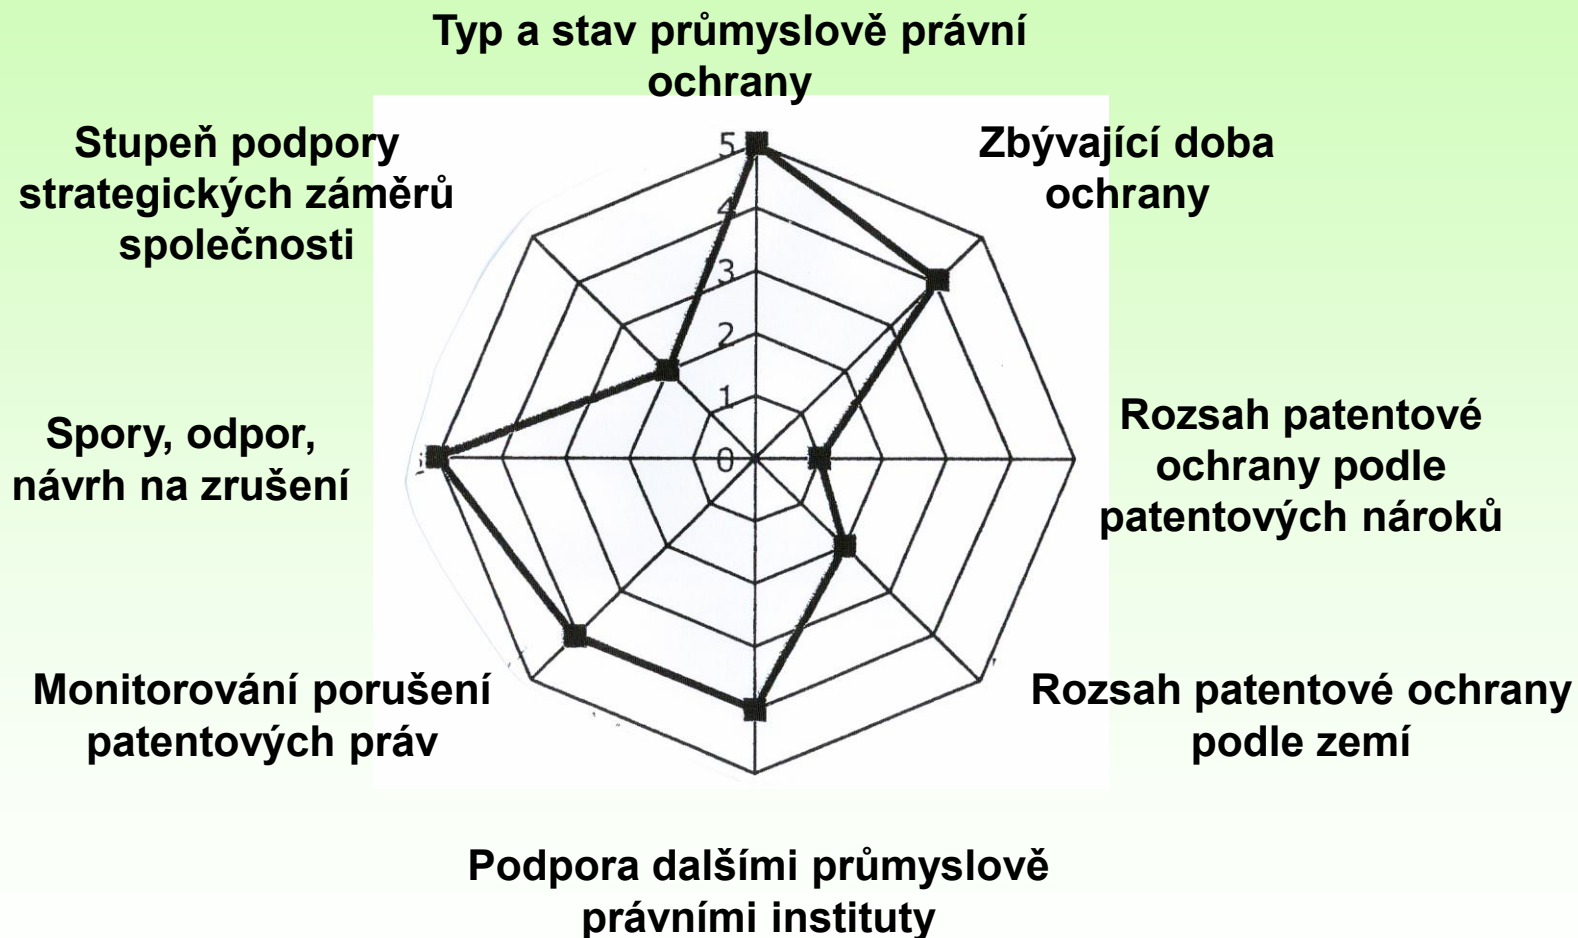 Typ a stav průmyslově právní
ochrany
Stupeň podpory
strategických záměrů
společnosti
Zbývající doba
ochrany
5
4
3
2
1
0
Spory, odpor,
návrh na zrušení
Rozsah patentové
ochrany podle
patentových nároků
Monitorování porušení
patentových práv
Rozsah patentové ochrany
podle zemí
Podpora dalšími průmyslově
právními instituty